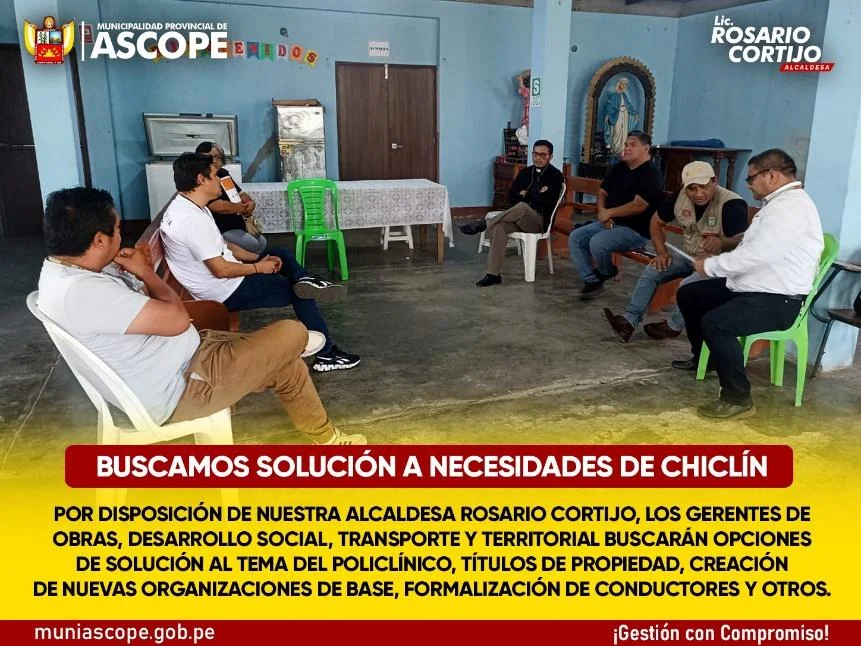 MUNICIPALIDAD PROVINCIAL DE
ASCOPE
Lic.
ROSARIO
CORTIJO
ALCALDESA
S
BUSCAMOS SOLUCIÓN A NECESIDADES DE CHICLÍN
POR DISPOSICIÓN DE NUESTRA ALCALDESA ROSARIO CORTIJO, LOS GERENTES DE
OBRAS, DESARROLLO SOCIAL, TRANSPORTE Y TERRITORIAL BUSCARÁN OPCIONES
DE SOLUCIÓN AL TEMA DEL POLICLÍNICO, TÍTULOS DE PROPIEDAD, CREACIÓN
DE NUEVAS ORGANIZACIONES DE BASE, FORMALIZACIÓN DE CONDUCTORES Y OTROS.
muniascope.gob.pe
¡Gestión con Compromiso!